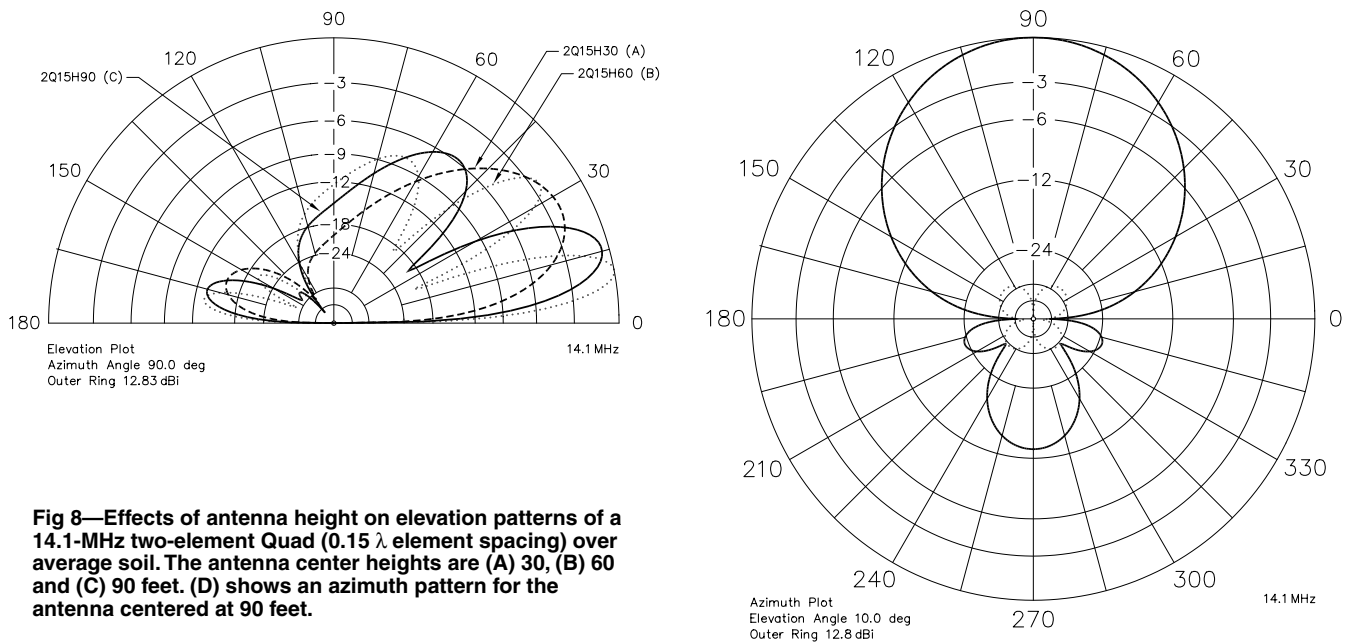 90
120
60
2Q15H30 (A)
2Q15H90 (C)
2Q15H60 (B)
−3
−6
150
−9
30
−12
−18
−24
180
0
Elevation Plot
14.1 MHz
Azimuth Angle 90.0 deg
Outer Ring 12.83 dBi
Fig 8—Effects of antenna height on elevation patterns of a
14.1-MHz two-element Quad (0.15 λ element spacing) over
average soil. The antenna center heights are (A) 30, (B) 60
and (C) 90 feet. (D) shows an azimuth pattern for the
antenna centered at 90 feet.
90
120
60
−3
−6
150
30
−12
−24
180
0
210
330
240
300
270
14.1 MHz
Azimuth Plot
Elevation Angle 10.0 deg
Outer Ring 12.8 dBi